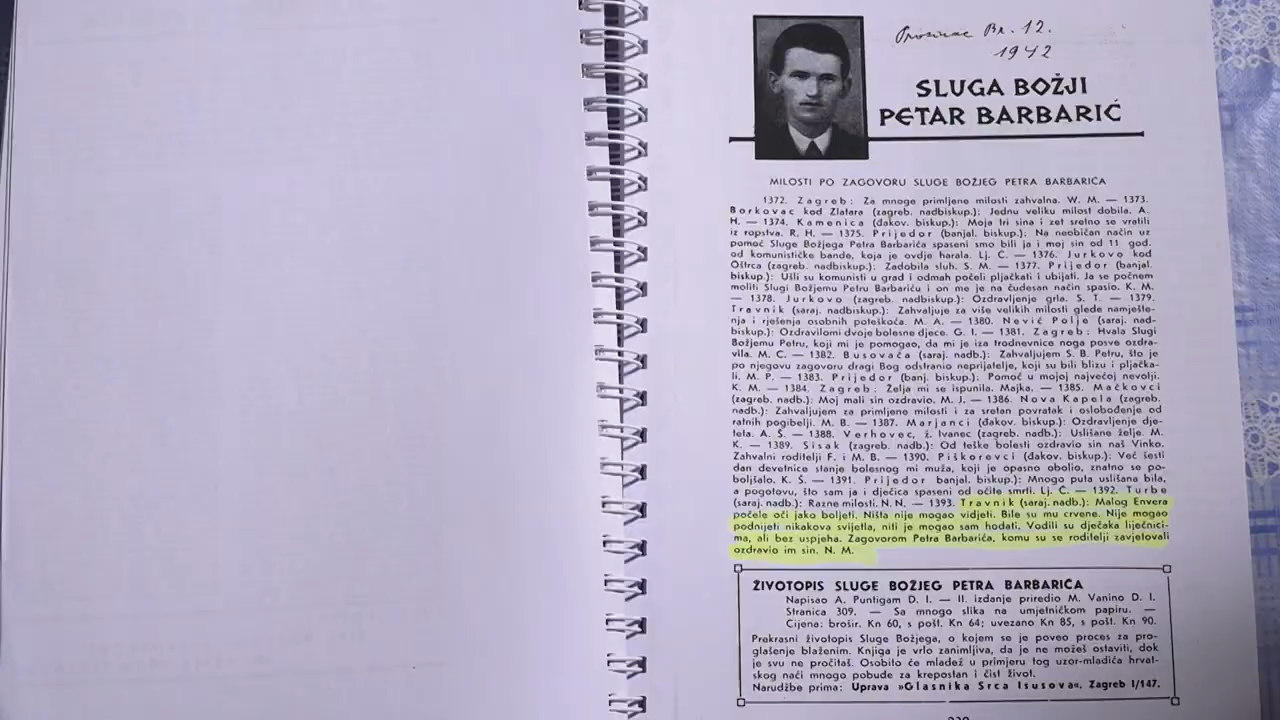 Prosinac Br. 12.
1942
SLUGA BOŽJI
PETAR BARBARIĆ
MILOSTI PO ZAGOVORU SLUGE BOŽJEG PETRA BARBARIĆA
1372. Zagreb: Za mnoge primljene milosti zahvalna. W. M. — 1373.
Borkovac kod Zlatara (zagreb. nadbiskup.): Jednu veliku milost dobila. A.
H. — 1374. Kamenica (đakov. biskup.): Moja tri sina i zet sretno se vratili
iz ropstva. R. H. — 1375. Prijedor (banjal. biskup.): Na neobičan način uz
pomoć Sluge Božjega Petra Barbarića spaseni smo bili ja i moj sin od 11 god.
od komunističke bande, koja je ovdje harala. Lj. Č. — 1376. Jurkovo kod
Oštrca (zagreb. nadbiskup.): Zadobila sluh. S. M. — 1377. Prijedor (banjal.
biskup.): Ušli su komunisti u grad i odmah počeli pljačkati i ubijati. Ja se počnem
moliti Slugi Božjemu Petru Barbariću i on me je na čudesan način spasio. K. M.
— 1378. Jurkovo (zagreb. nadbiskup.): Ozdravljenje grla. S. T. — 1379.
Travnik (saraj. nadbiskup.): Zahvaljuje za više velikih milosti glede namješte-
nja i rješenja osobnih poteškoća. M. A. — 1380. Nević Polje (saraj. nad-
biskup.): Ozdravilomi dvoje bolesne djece. G. I. — 1381. Zagreb: Hvala Slugi
Božjemu Petru, koji mi je pomogao, da mi je iza trodnevnice noga posve ozdra-
vila. M. C. — 1382. Busovača (saraj. nadb.): Zahvaljujem S. B. Petru, što je
po njegovu zagovoru dragi Bog odstranio neprijatelje, koji su bili blizu i pljačka-
li. M. P. — 1383. Prijedor (banj. biskup.): Pomoć u mojoj najvećoj nevolji.
K. M. — 1384. Zagreb: Želja mi se ispunila. Majka. — 1385. Mačkovci
(zagreb. nadb.): Moj mali sin ozdravio. M. J. — 1386. Nova Kapela (zagreb.
nadb.): Zahvaljujem za primljene milosti i za sretan povratak i oslobođenje od
ratnih pogibelji. M. B. — 1387. Marjanci (đakov. biskup.): Ozdravljenje dje-
teta. A. Š. — 1388. Verhovec, ž. Ivanec (zagreb. nadb.): Uslišane želje. M.
K. — 1389. Sisak (zagreb. nadb.): Od teške bolesti ozdravio sin naš Vinko.
Zahvalni roditelji F. i M. B. — 1390. Piškorevci (đakov. biskup.): Već šesti
dan devetnice stanje bolesnog mi muža, koji je opasno obolio, znatno se po-
boljšalo. K. Š. — 1391. Prijedor banjal. biskup.): Mnogo puta uslišana bila,
a pogotovu, što sam ja i dječica spaseni od očite smrti. Lj. Č. — 1392. Turbe
(saraj. nadb.): Razne milosti. N. N. — 1393. Travnik (saraj. nadb.): Malog Envera
počele oči jako boljeti. Ništa nije mogao vidjeti. Bile su mu crvene. Nije mogao
podnijeti nikakova svijetla, niti je mogao sam hodati. Vodili su dječaka liječnici-
ma, ali bez uspjeha. Zagovorom Petra Barbarića, komu su se roditelji zavjetovali
ozdravio im sin. N. M.
ŽIVOTOPIS SLUGE BOŽJEG PETRA BARBARIĆA
Napisao A. Puntigam D. I. — II. izdanje priredio M. Vanino D. I.
Stranica 309. — Sa mnogo slika na umjetničkom papiru. —
Cijena: brošir. Kn 60, s pošt. Kn 64; uvezano Kn 85, s pošt. Kn 90.
Prekrasni životopis Sluge Božjega, o kojem se je poveo proces za pro-
glašenje blaženim. Knjiga je vrlo zanimljiva, da je ne možeš ostaviti, dok
je svu ne pročitaš. Osobito će mladež u primjeru tog uzor-mladića hrvat-
skog naći mnogo pobude za krepostan i čist život.
Narudžbe prima: Uprava »Glasnika Srca Isusova«, Zagreb I/147.